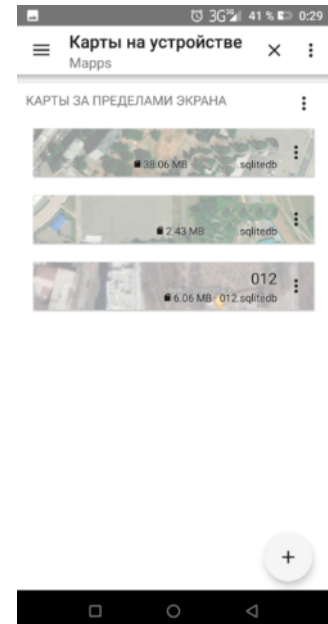 3G 41 % 0:29
Карты на устройстве
Mapps
КАРТЫ ЗА ПРЕДЕЛАМИ ЭКРАНА
38.06 MB .sqlitedb
2.43 MB .sqlitedb
012
6.06 MB - 012.sqlitedb
+